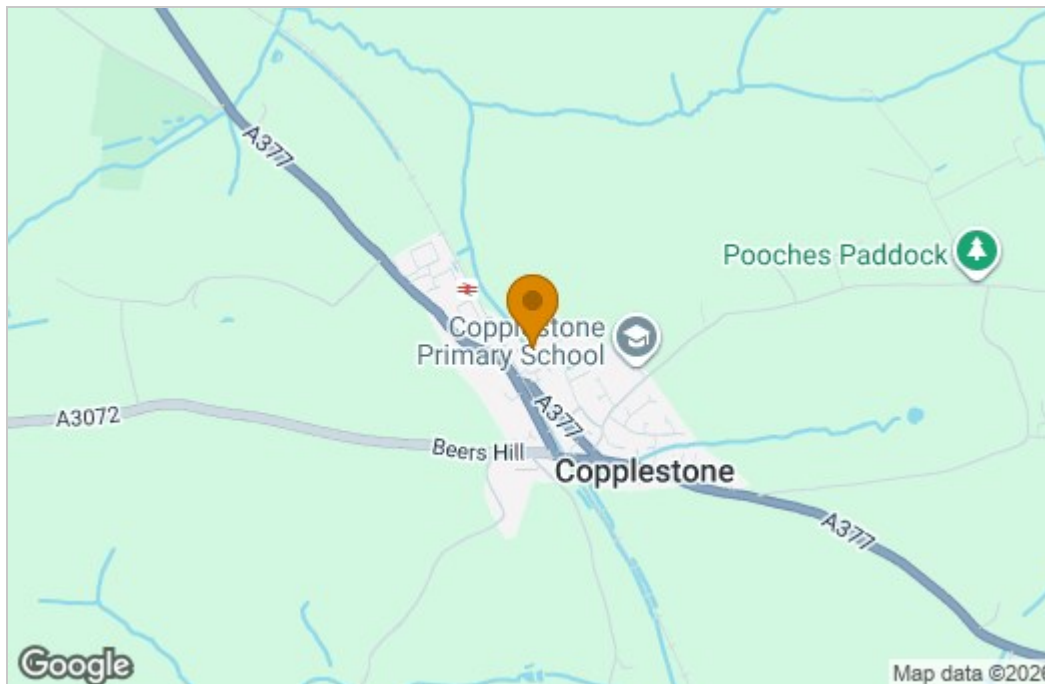 A377
Pooches Paddock
Copplestone
Primary School
A377
A3072
Beers Hill
Copplestone
A377
Google
Map data ©2026